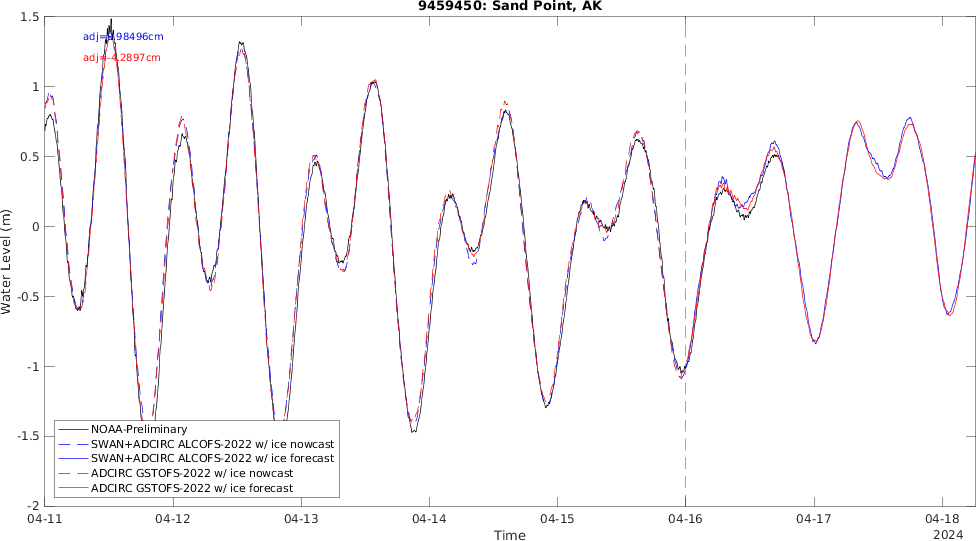 9459450: Sand Point, AK
1.5
adj= .98496cm
adj=-4.2897cm
1
0.5
0
-0.5
-1
-1.5
-2
Water Level (m)
NOAA-Preliminary
SWAN+ADCIRC ALCOFS-2022 w/ ice nowcast
SWAN+ADCIRC ALCOFS-2022 w/ ice forecast
ADCIRC GSTOFS-2022 w/ ice nowcast
ADCIRC GSTOFS-2022 w/ ice forecast
04-11 04-12 04-13 04-14 04-15 04-16 04-17 04-18
Time
2024